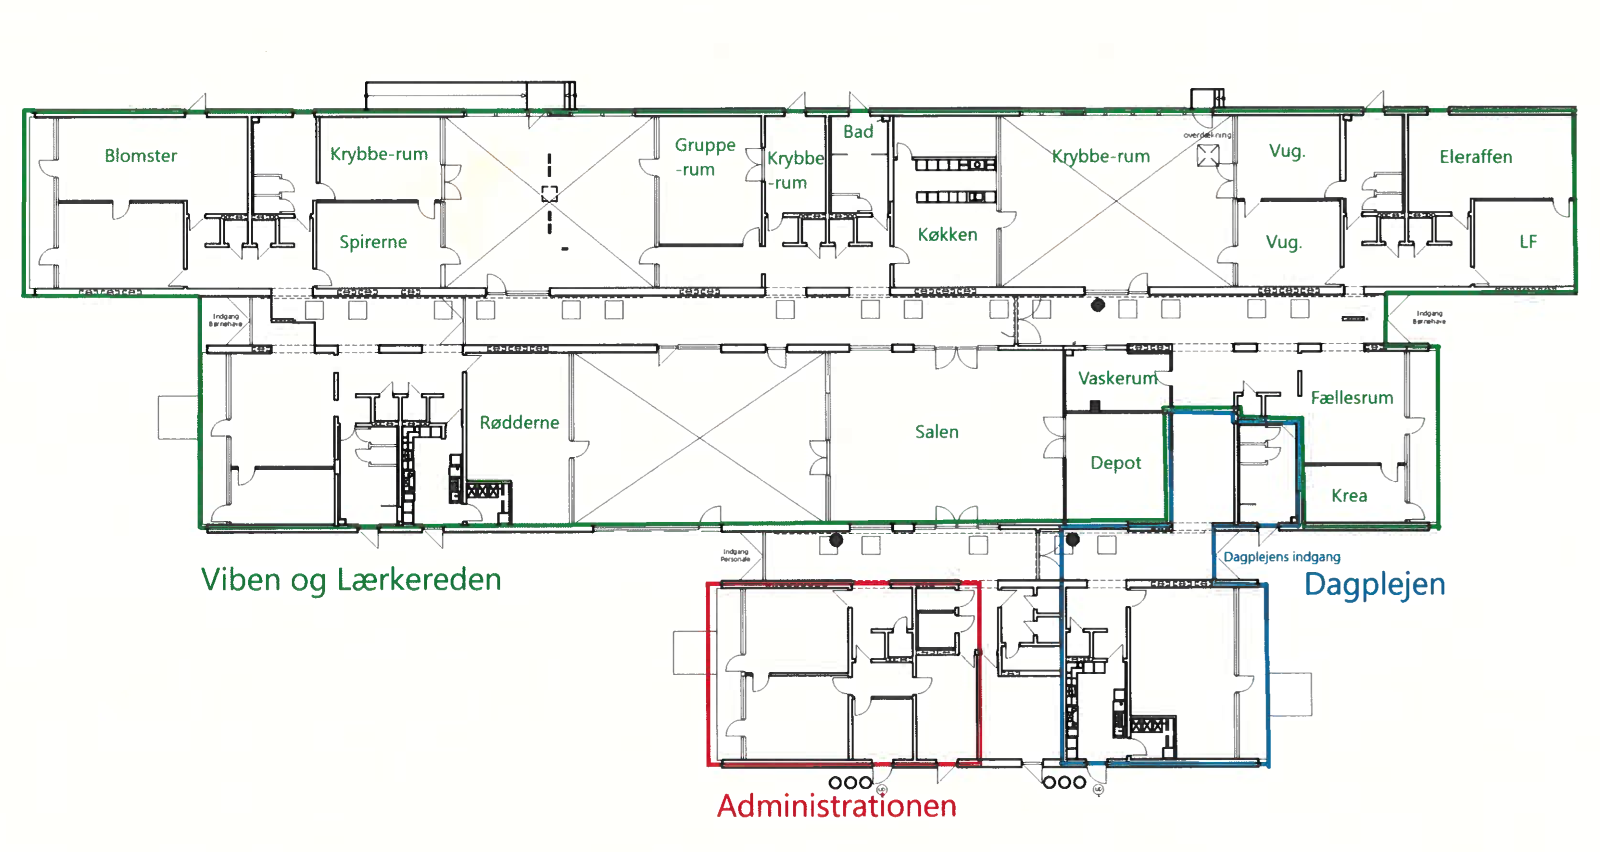 Blomster
Krybbe-rum
Gruppe
-rum
Krybbe
-rum
Bad
overdækning
Krybbe-rum
Vug.
Eleraffen
Spirerne
Køkken
Vug.
LF
Indgang
Børnehave
Indgang
Børnehave
Vaskerum
Fællesrum
Rødderne
Salen
Depot
Krea
Indgang
Personale
Dagplejens indgang
Viben og Lærkereden
Dagplejen
Administrationen